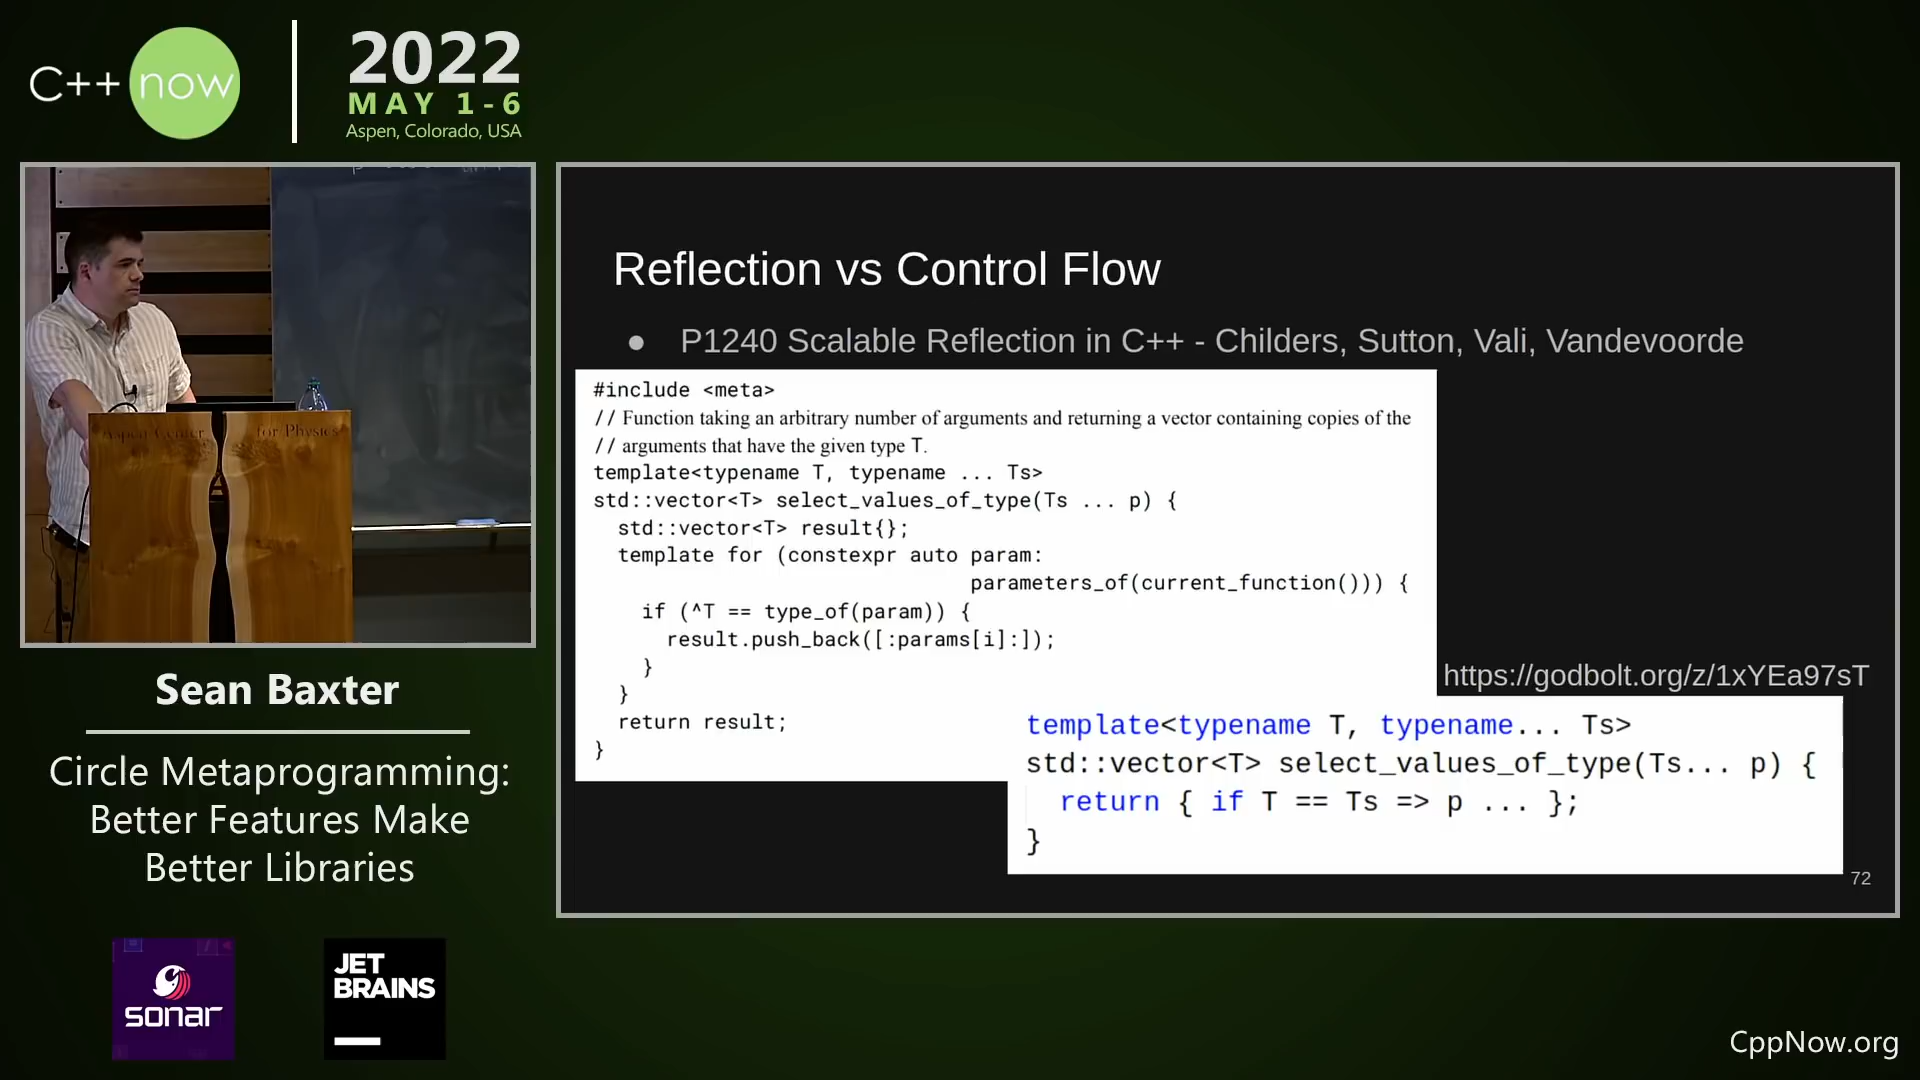 C++ now
2022
MAY 1-6
Aspen, Colorado, USA
Aspen Center for Physics
Sean Baxter
Circle Metaprogramming:
Better Features Make
Better Libraries
sonar
JET
BRAINS
Reflection vs Control Flow
● P1240 Scalable Reflection in C++ - Childers, Sutton, Vali, Vandevoorde
#include <meta>
// Function taking an arbitrary number of arguments and returning a vector containing copies of the
// arguments that have the given type T.
template<typename T, typename ... Ts>
std::vector<T> select_values_of_type(Ts ... p) {
std::vector<T> result{};
template for (constexpr auto param:
parameters_of(current_function())) {
if (^T == type_of(param)) {
result.push_back([:params[i]:]);
}
}
return result;
}
https://godbolt.org/z/1xYEa97sT
template<typename T, typename... Ts>
std::vector<T> select_values_of_type(Ts... p) {
return { if T == Ts => p ... };
}
72
CppNow.org